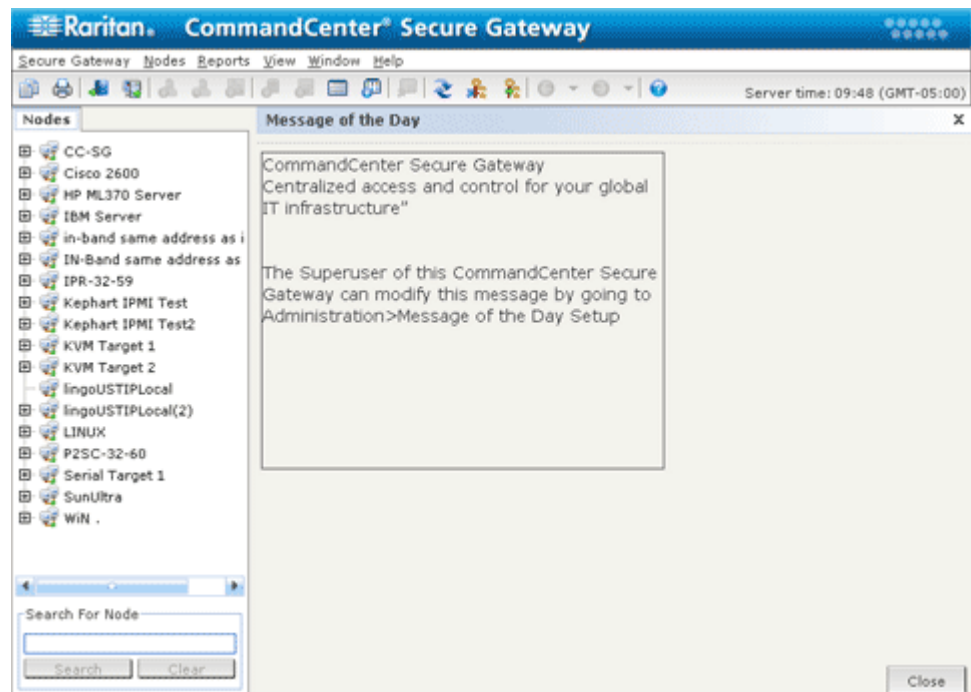 Raritan. CommandCenter® Secure Gateway
Secure Gateway Nodes Reports View Window Help
Server time: 09:48 (GMT-05:00)
Nodes
Message of the Day
x
CC-SG
Cisco 2600
HP ML370 Server
IBM Server
in-band same address as i
IN-Band same address as
IPR-32-59
Kephart IPMI Test
Kephart IPMI Test2
KVM Target 1
KVM Target 2
lingoUSTIPLocal
lingoUSTIPLocal(2)
LINUX
P2SC-32-60
Serial Target 1
SunUltra
WiN .
CommandCenter Secure Gateway
Centralized access and control for your global
IT infrastructure"
The Superuser of this CommandCenter Secure
Gateway can modify this message by going to
Administration>Message of the Day Setup
Search For Node
Search Clear
Close